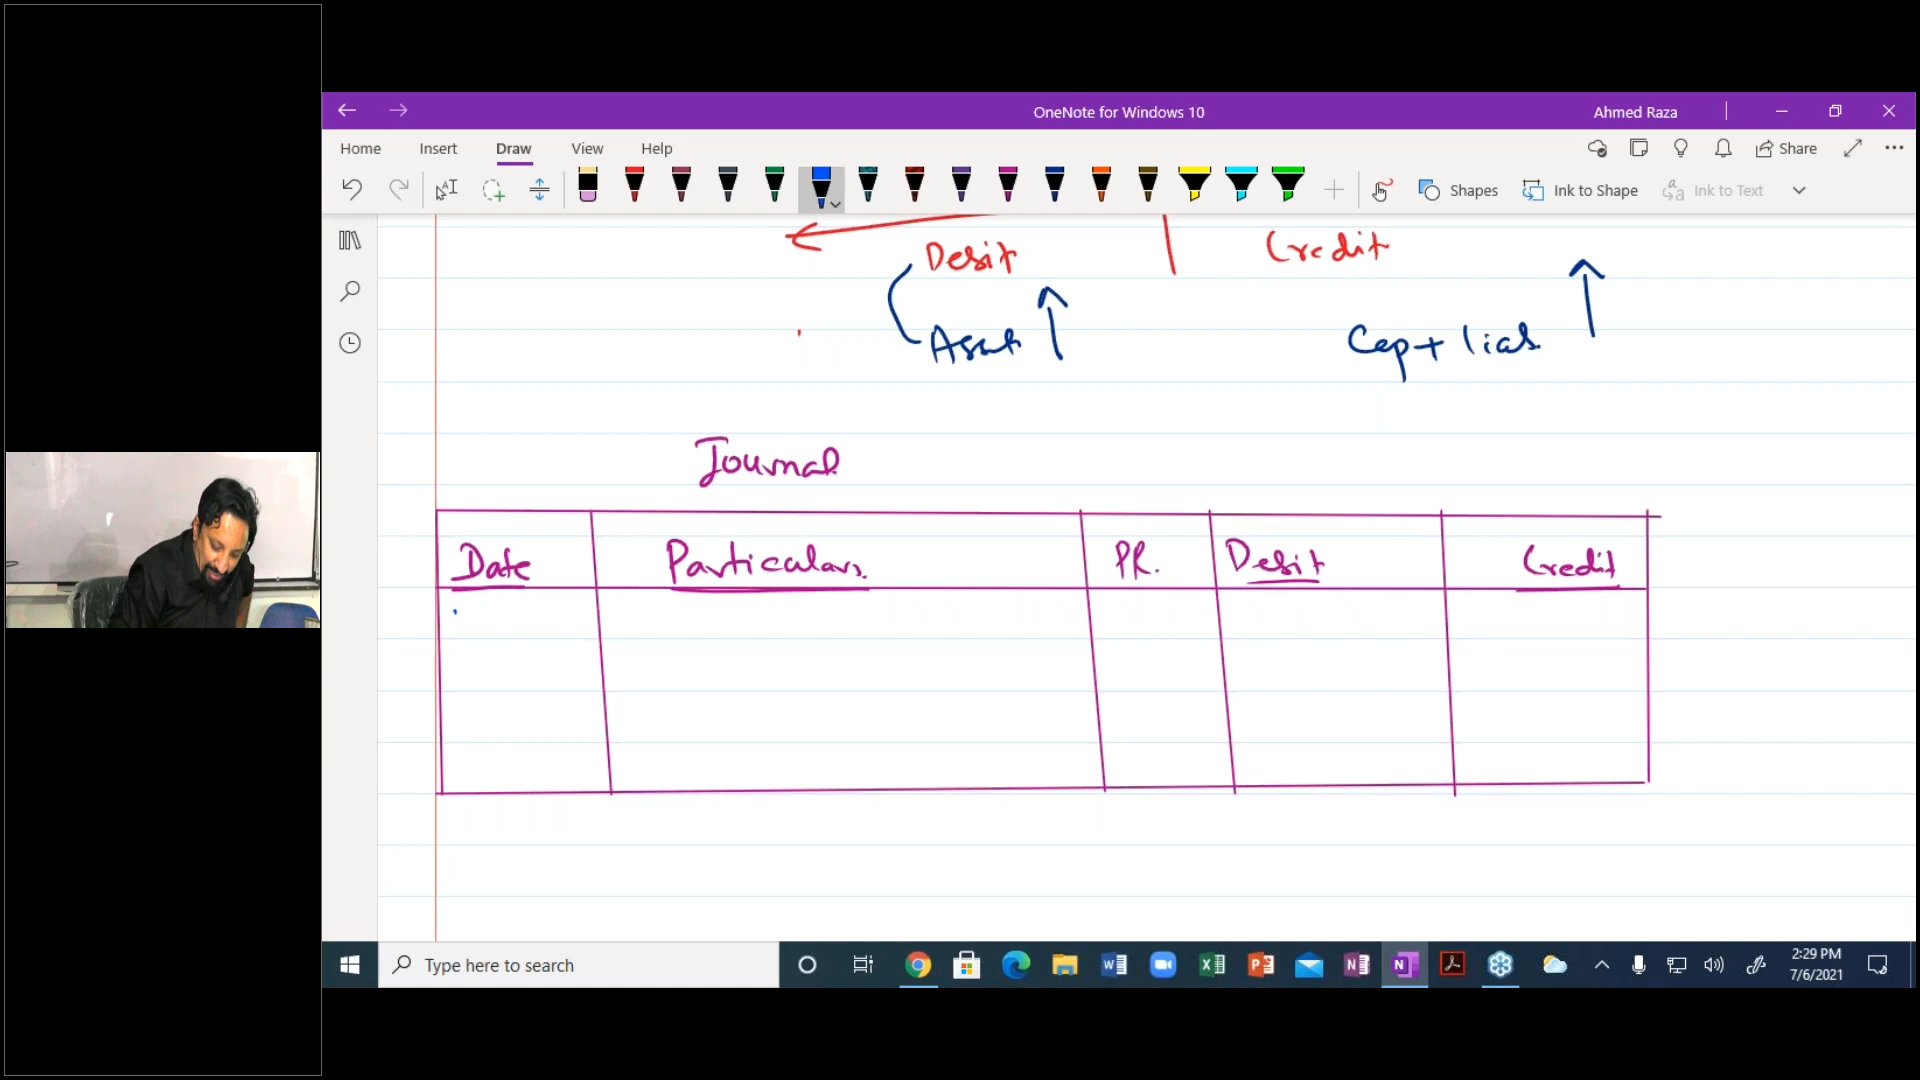 OneNote for Windows 10 Ahmed Raza
Home Insert Draw View Help Share
Shapes Ink to Shape Ink to Text
Debit Credit
Asset Cap + liab
Journal
Date Particulars. PR. Debit Credit
Type here to search
2:29 PM
7/6/2021